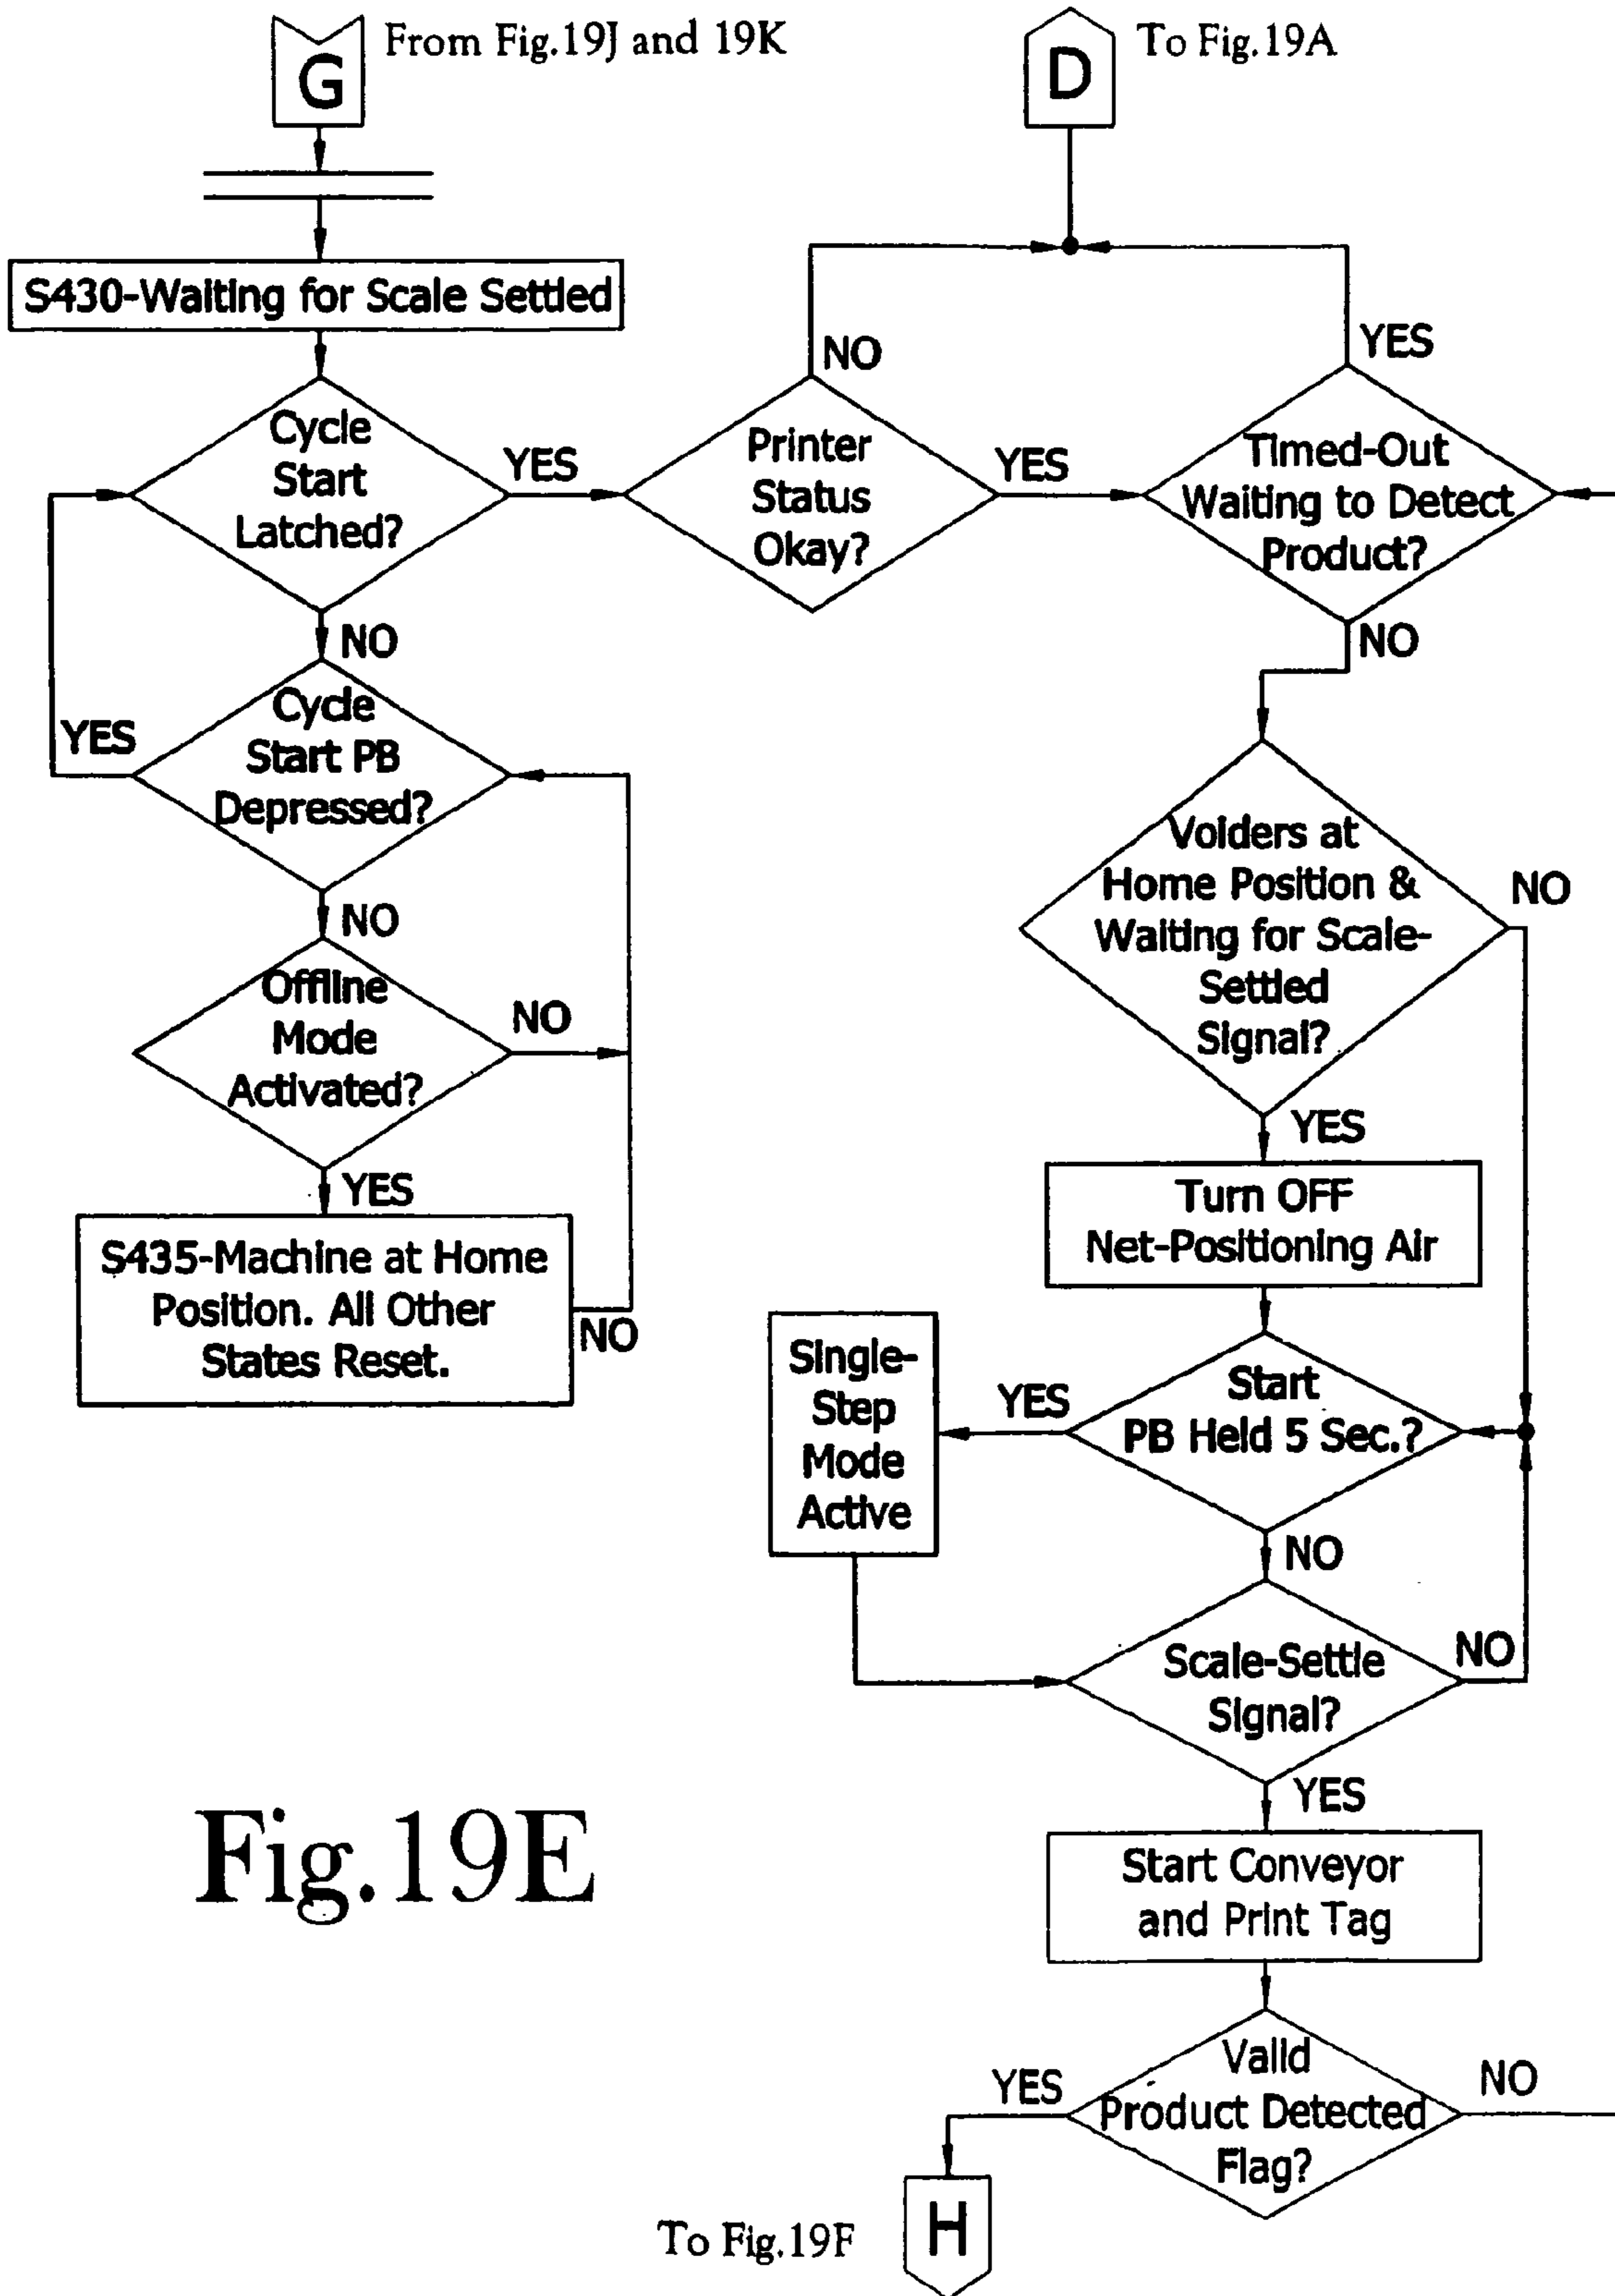 G
From Fig.19J and 19K
D
To Fig.19A
S430-Waiting for Scale Settled
Cycle
Start
Latched?
YES
NO
Printer
Status
Okay?
NO
YES
Timed-Out
Waiting to Detect
Product?
YES
NO
Cycle
Start PB
Depressed?
YES
NO
Offline
Mode
Activated?
NO
YES
S435-Machine at Home
Position. All Other
States Reset.
NO
Voiders at
Home Position &
Waiting for Scale-
Settled
Signal?
NO
YES
Turn OFF
Net-Positioning Air
Start
PB Held 5 Sec.?
YES
NO
Single-
Step
Mode
Active
Scale-Settle
Signal?
NO
YES
Start Conveyor
and Print Tag
Valid
Product Detected
Flag?
YES
NO
To Fig.19F
H
Fig.19E